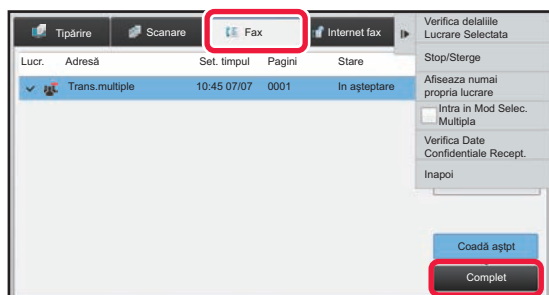 Tipărire Scanare Fax Internet fax
Lucr. Adresă Set. timpul Pagini Stare
Trans.multiple 10:45 07/07 0001 In aşteptare
Verifica delaliile
Lucrare Selectata
Stop/Sterge
Afiseaza numai
propria lucrare
Intra in Mod Selec.
Multipla
Verifica Date
Confidentiale Recept.
Inapoi
Coadă aştpt
Complet